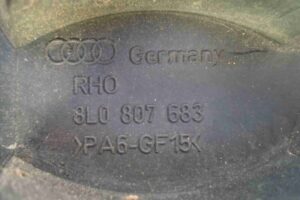 Germany
RHO
8L0 807 683
>PA6-GF15<